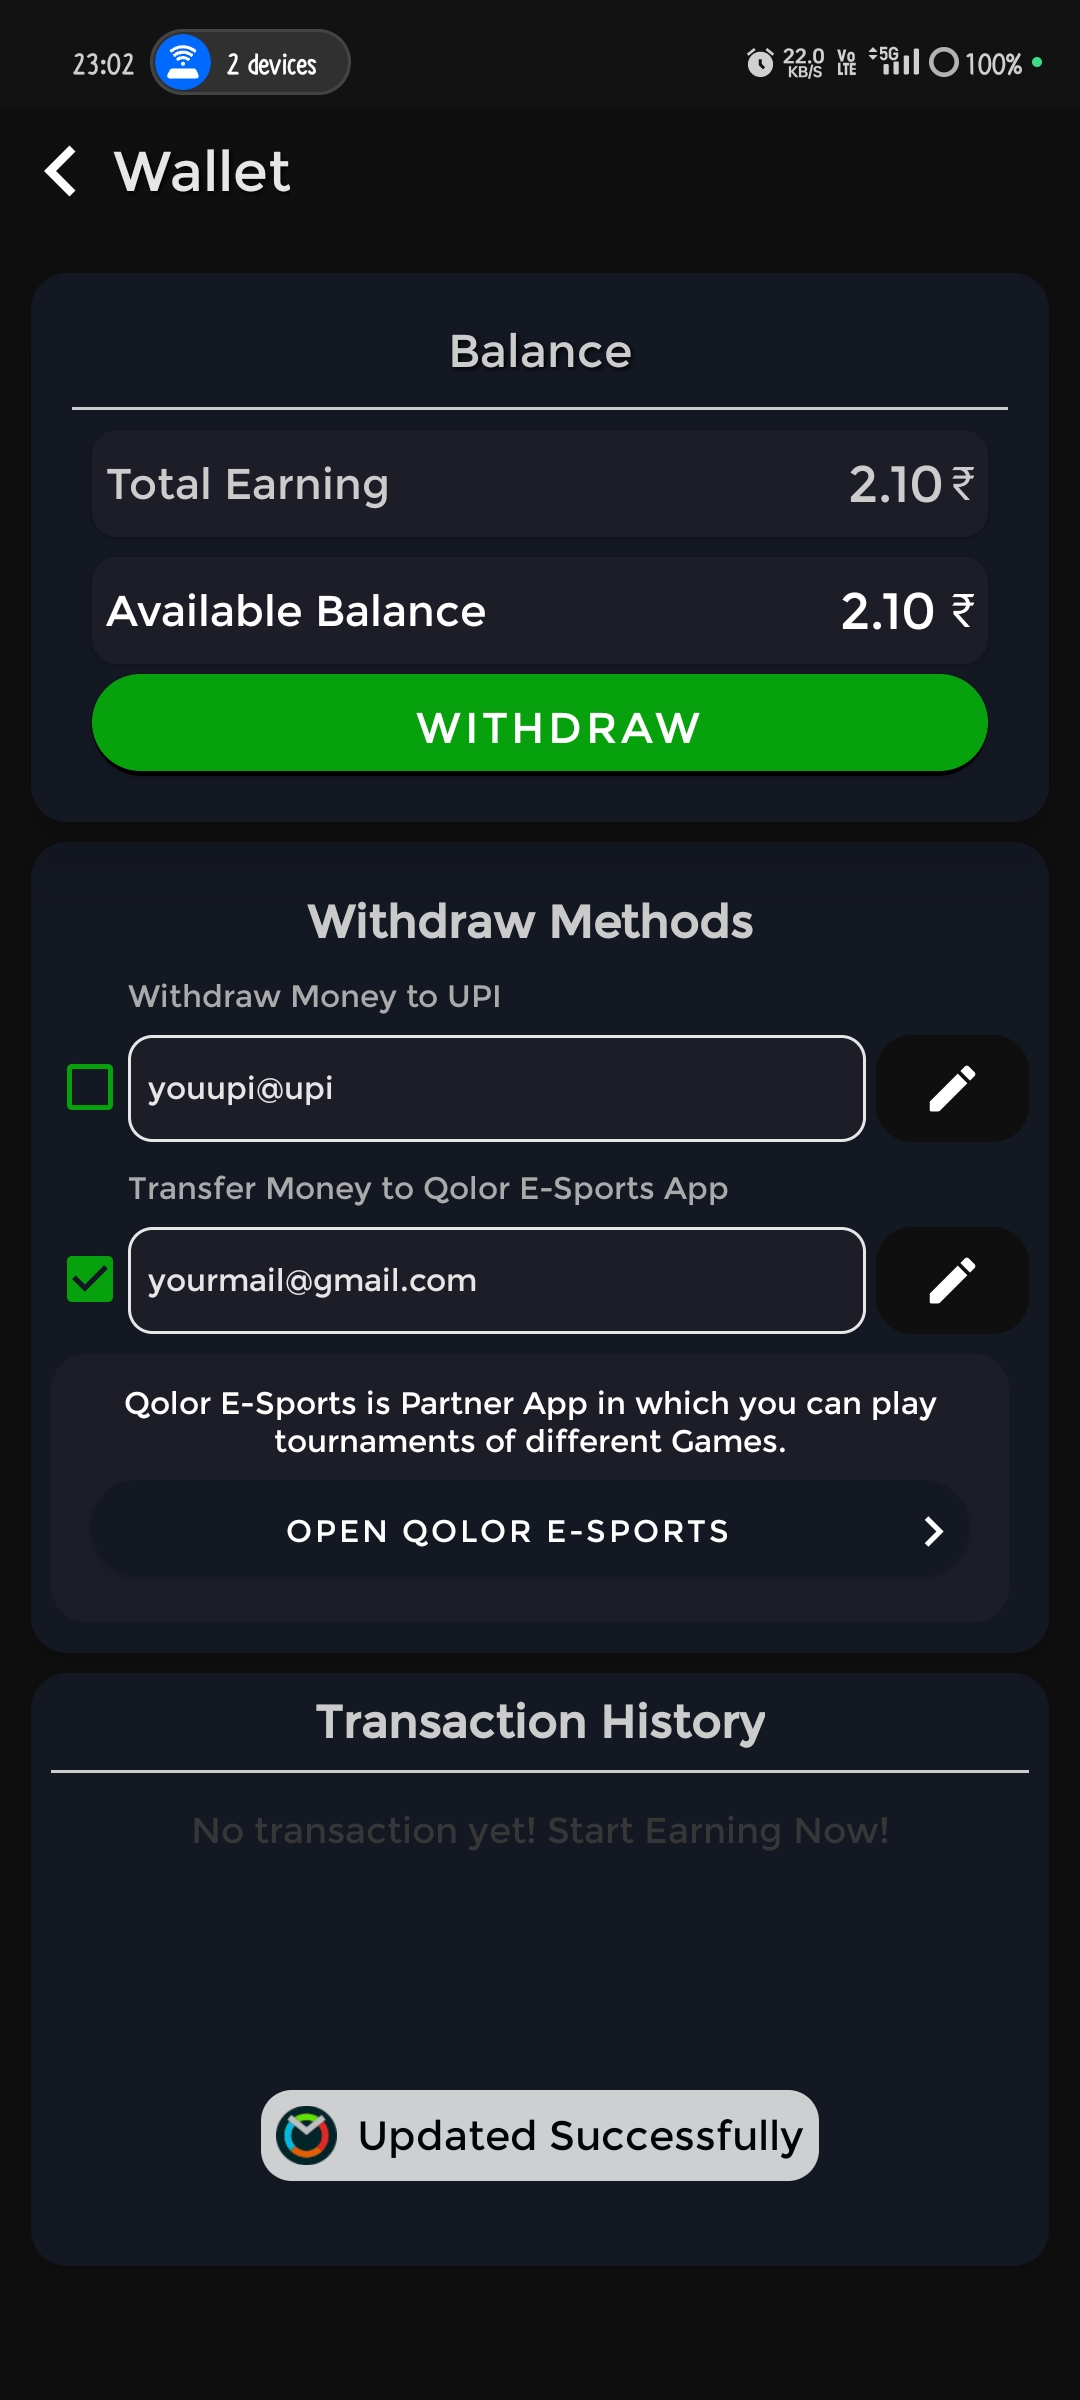 23:02 2 devices 22.0 KB/S Vo LTE 5G 100%
Wallet
Balance
Total Earning 2.10 ₹
Available Balance 2.10 ₹
WITHDRAW
Withdraw Methods
Withdraw Money to UPI
youupi@upi
Transfer Money to Qolor E-Sports App
yourmail@gmail.com
Qolor E-Sports is Partner App in which you can play
tournaments of different Games.
OPEN QOLOR E-SPORTS
Transaction History
No transaction yet! Start Earning Now!
Updated Successfully